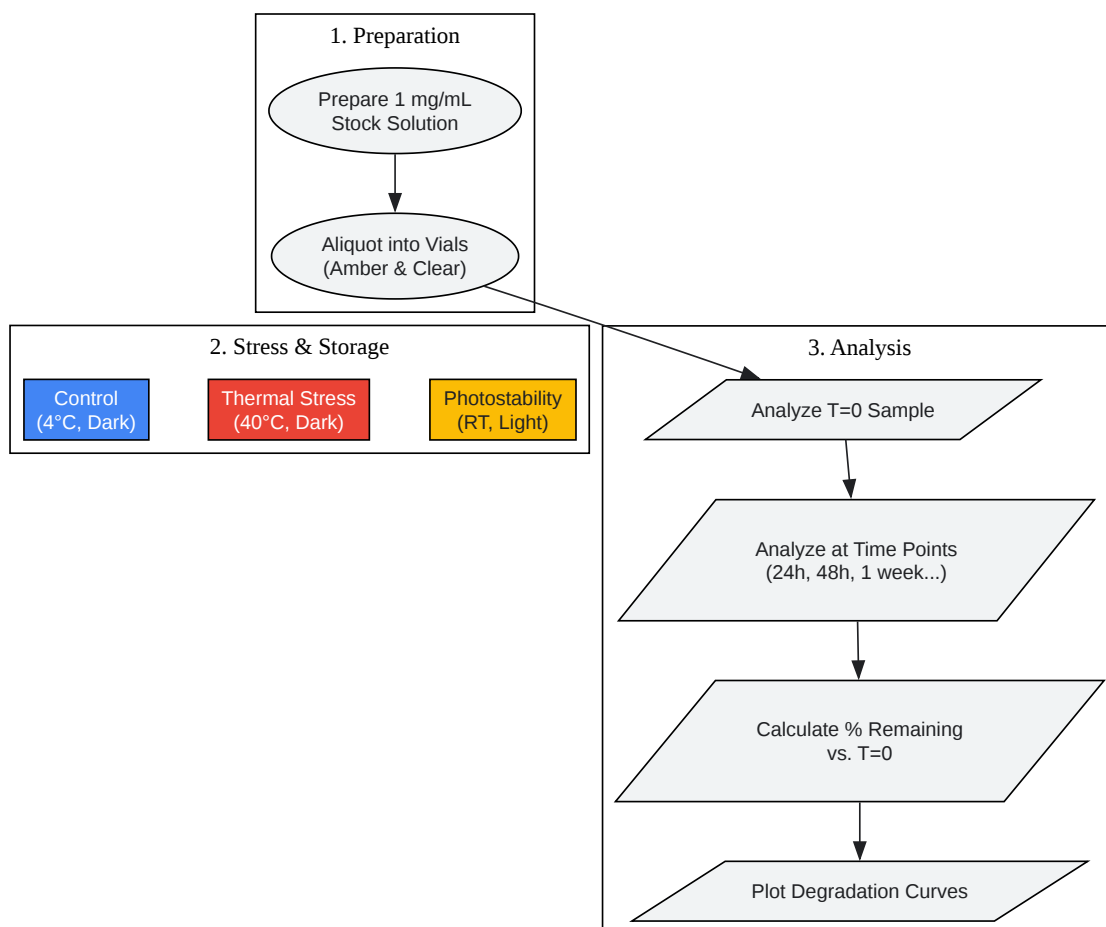 1. Preparation
Prepare 1 mg/mL
Stock Solution
Aliquot into Vials
(Amber & Clear)
2. Stress & Storage
Control
(4°C, Dark)
Thermal Stress
(40°C, Dark)
Photostability
(RT, Light)
3. Analysis
Analyze T=0 Sample
Analyze at Time Points
(24h, 48h, 1 week...)
Calculate % Remaining
vs. T=0
Plot Degradation Curves